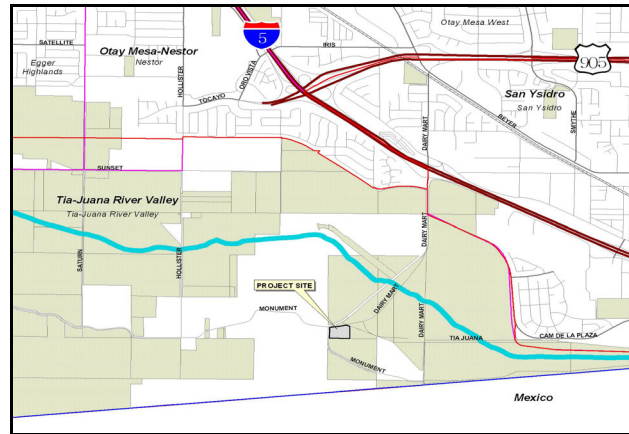 Otay Mesa West
SATELLITE
Otay Mesa-Nestor
Nestor
5
IRIS
905
Egger
Highlands
HOLLISTER
ORO VISTA
TOCAYO
San Ysidro
San Ysidro
BEYER
SMYTHE
DAIRY MART
SUNSET
Tia-Juana River Valley
Tia-Juana River Valley
SATURN
HOLLISTER
DAIRY MART
PROJECT SITE
DAIRY MART
MONUMENT
DAIRY MART
TIA JUANA
CAM DE LA PLAZA
MONUMENT
Mexico